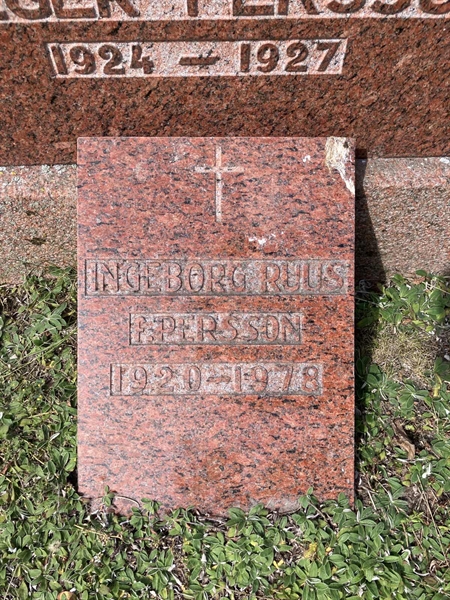 1924 – 1927
INGEBORG RUUS
F. PERSSON
1920–1978